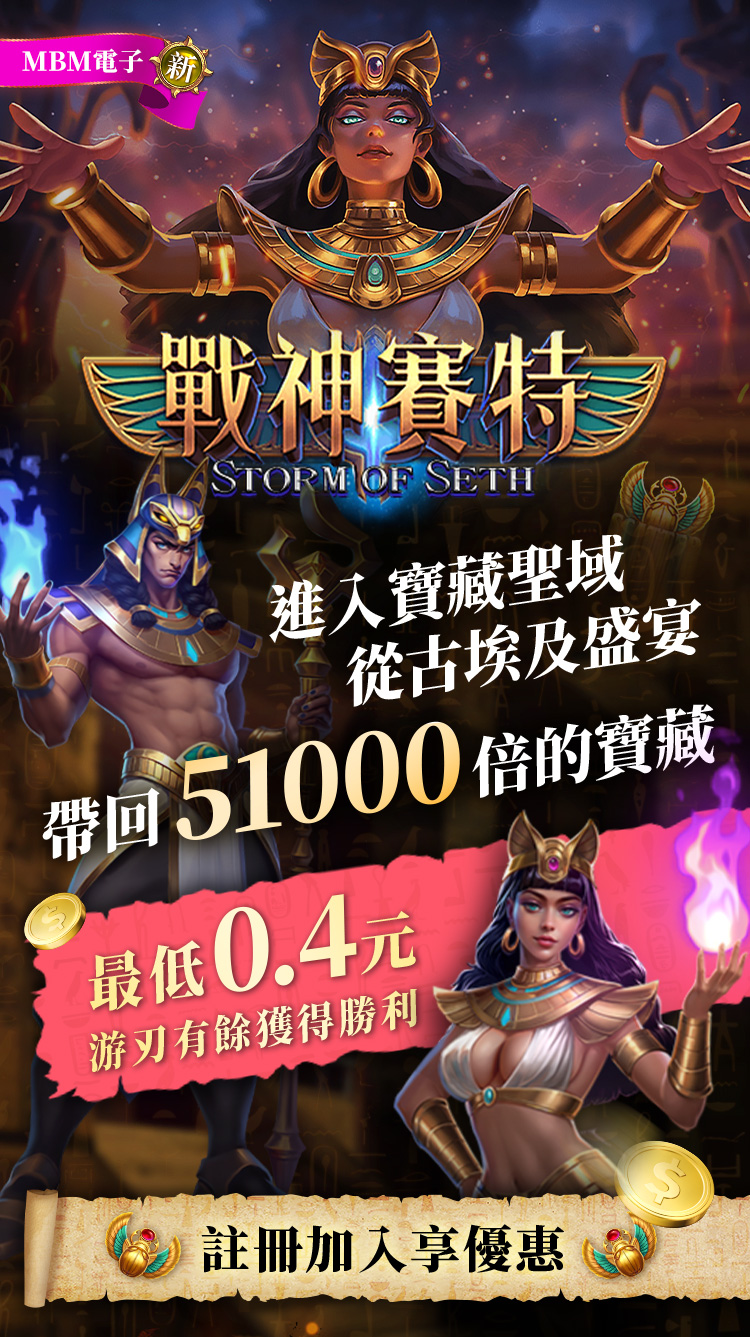 MBM電子
新
戰神賽特
STORM OF SETH
進入寶藏聖域
從古埃及盛宴
帶回51000倍的寶藏
最低0.4元
游刃有餘獲得勝利
註冊加入享優惠